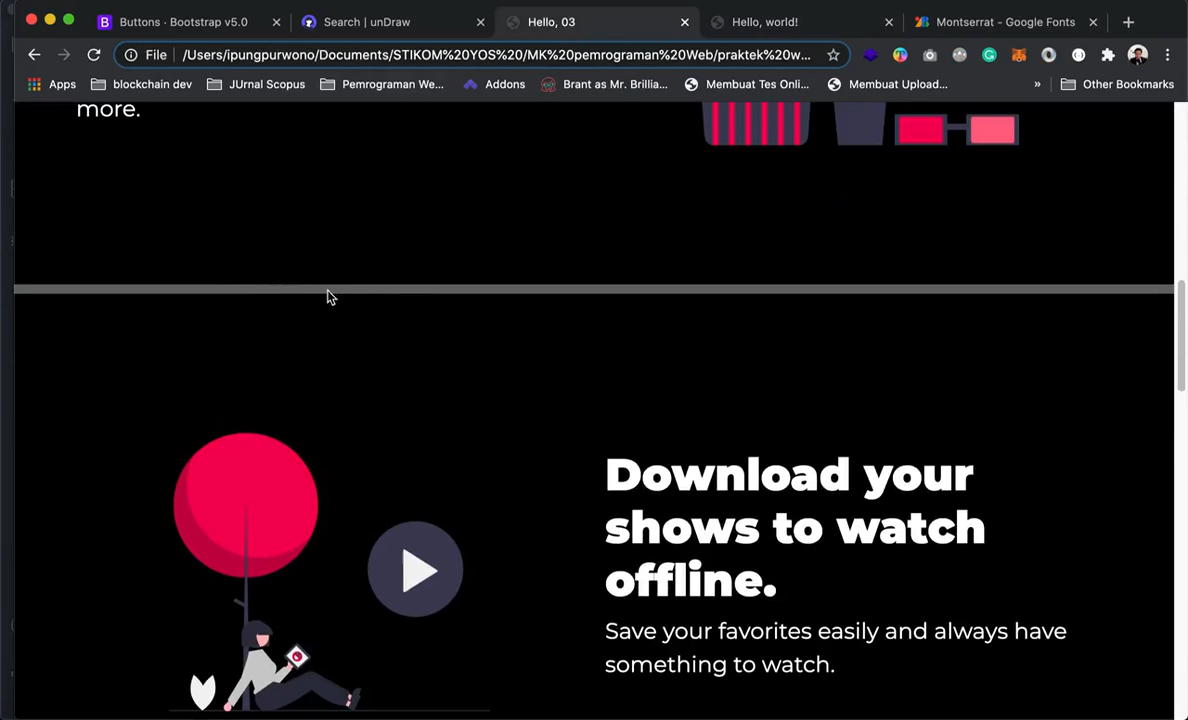 Buttons · Bootstrap v5.0
Search | unDraw
Hello, 03
Hello, world!
Montserrat - Google Fonts
File
/Users/ipungpurwono/Documents/STIKOM%20YOS%20/MK%20pemrograman%20Web/praktek%20w...
Apps
blockchain dev
JUrnal Scopus
Pemrograman We...
Addons
Brant as Mr. Brillia...
Membuat Tes Onli...
Membuat Upload...
»
Other Bookmarks
more.
Download your
shows to watch
offline.
Save your favorites easily and always have
something to watch.